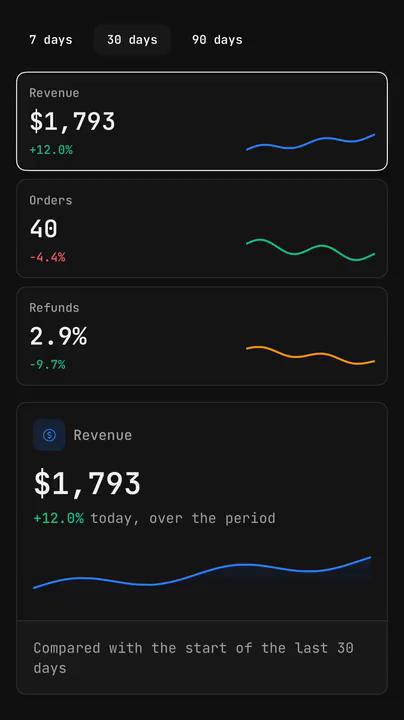 7 days 30 days 90 days
Revenue
$1,793
+12.0%
Orders
40
-4.4%
Refunds
2.9%
-9.7%
Revenue
$1,793
+12.0% today, over the period
Compared with the start of the last 30
days